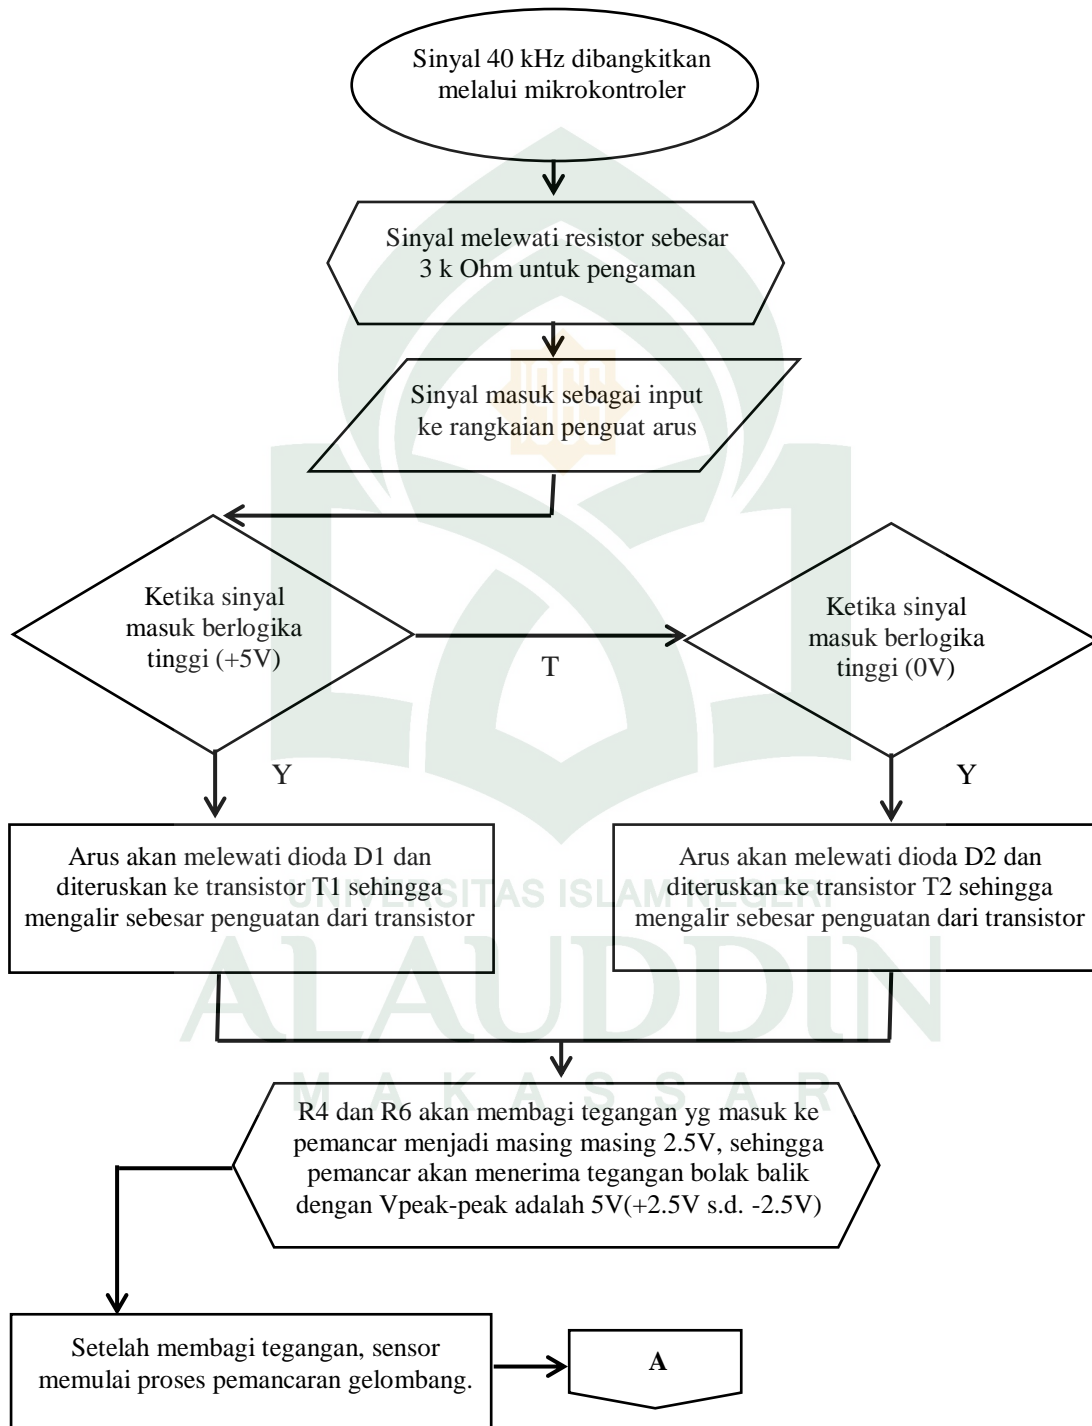 Sinyal 40 kHz dibangkitkan
melalui mikrokontroler
Sinyal melewati resistor sebesar
3 k Ohm untuk pengaman
Sinyal masuk sebagai input
ke rangkaian penguat arus
Ketika sinyal
masuk berlogika
tinggi (+5V)
T
Ketika sinyal
masuk berlogika
tinggi (0V)
Y
Y
Arus akan melewati dioda D1 dan
diteruskan ke transistor T1 sehingga
mengalir sebesar penguatan dari transistor
Arus akan melewati dioda D2 dan
diteruskan ke transistor T2 sehingga
mengalir sebesar penguatan dari transistor
UNIVERSITAS ISLAM NEGERI
ALAUDDIN
MAKASSAR
R4 dan R6 akan membagi tegangan yg masuk ke
pemancar menjadi masing masing 2.5V, sehingga
pemancar akan menerima tegangan bolak balik
dengan Vpeak-peak adalah 5V(+2.5V s.d. -2.5V)
Setelah membagi tegangan, sensor
memulai proses pemancaran gelombang.
A